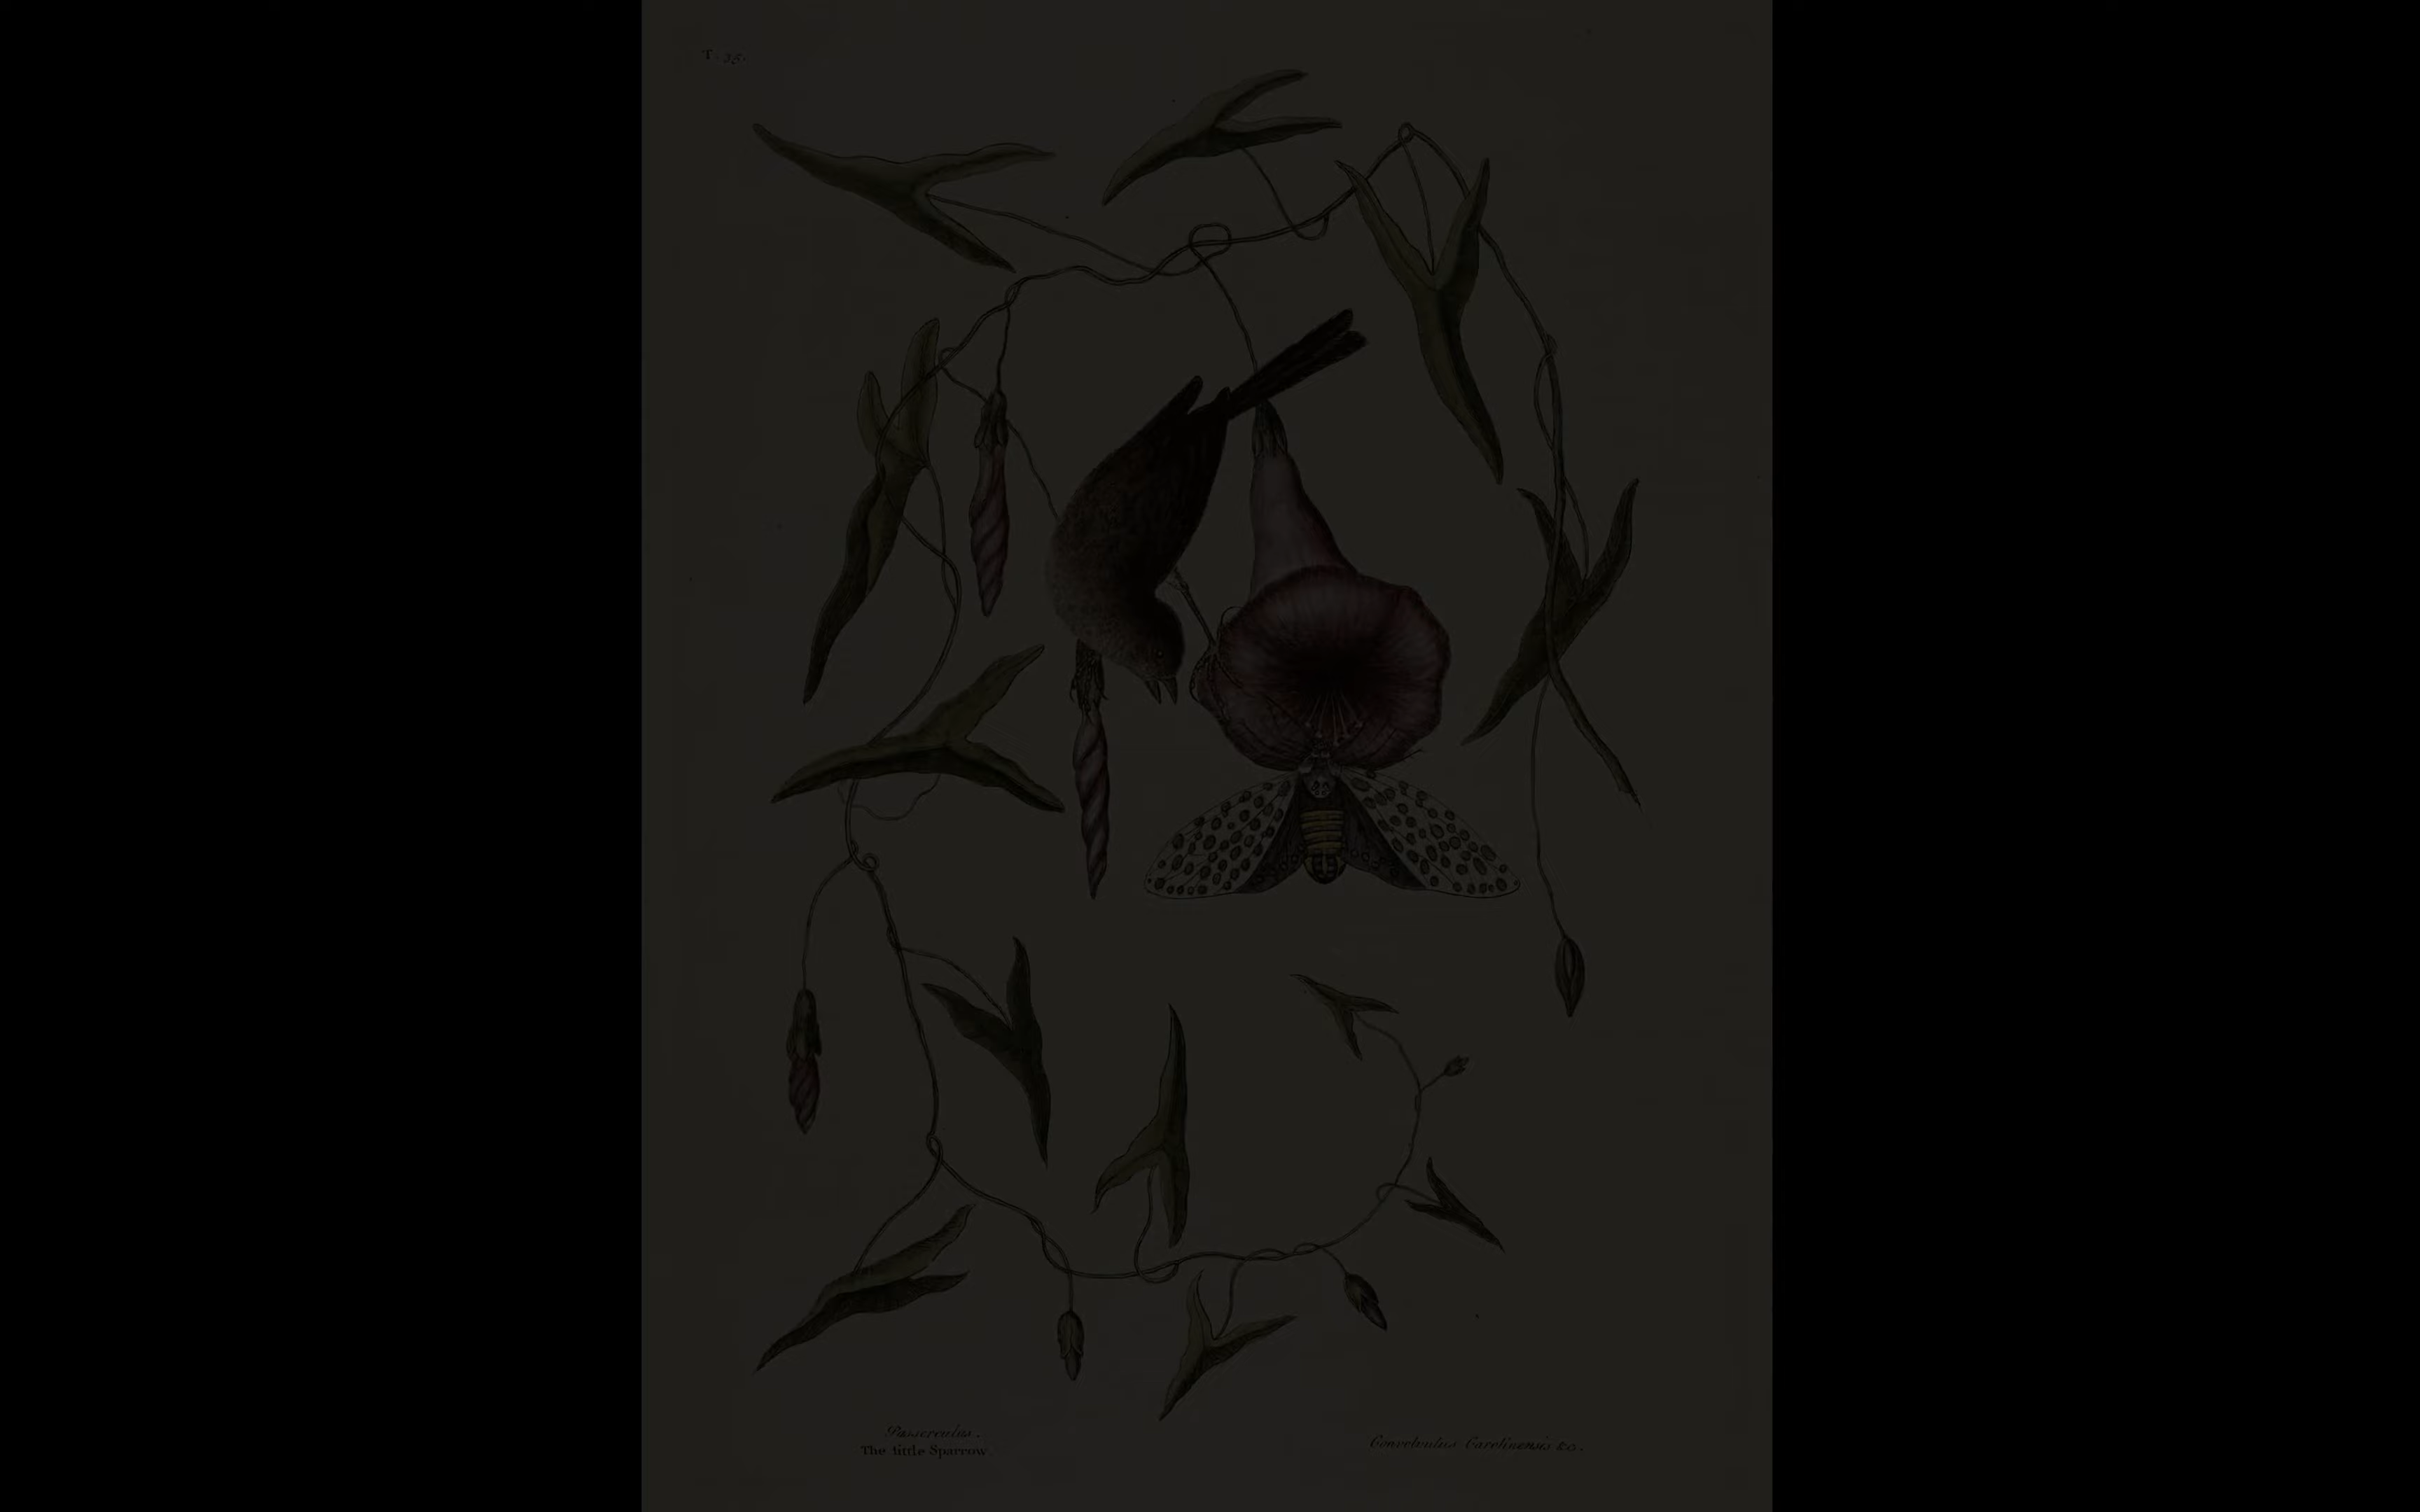 T. 35.
Passerculus.
The little Sparrow.
Convolvulus Carolinensis &c.